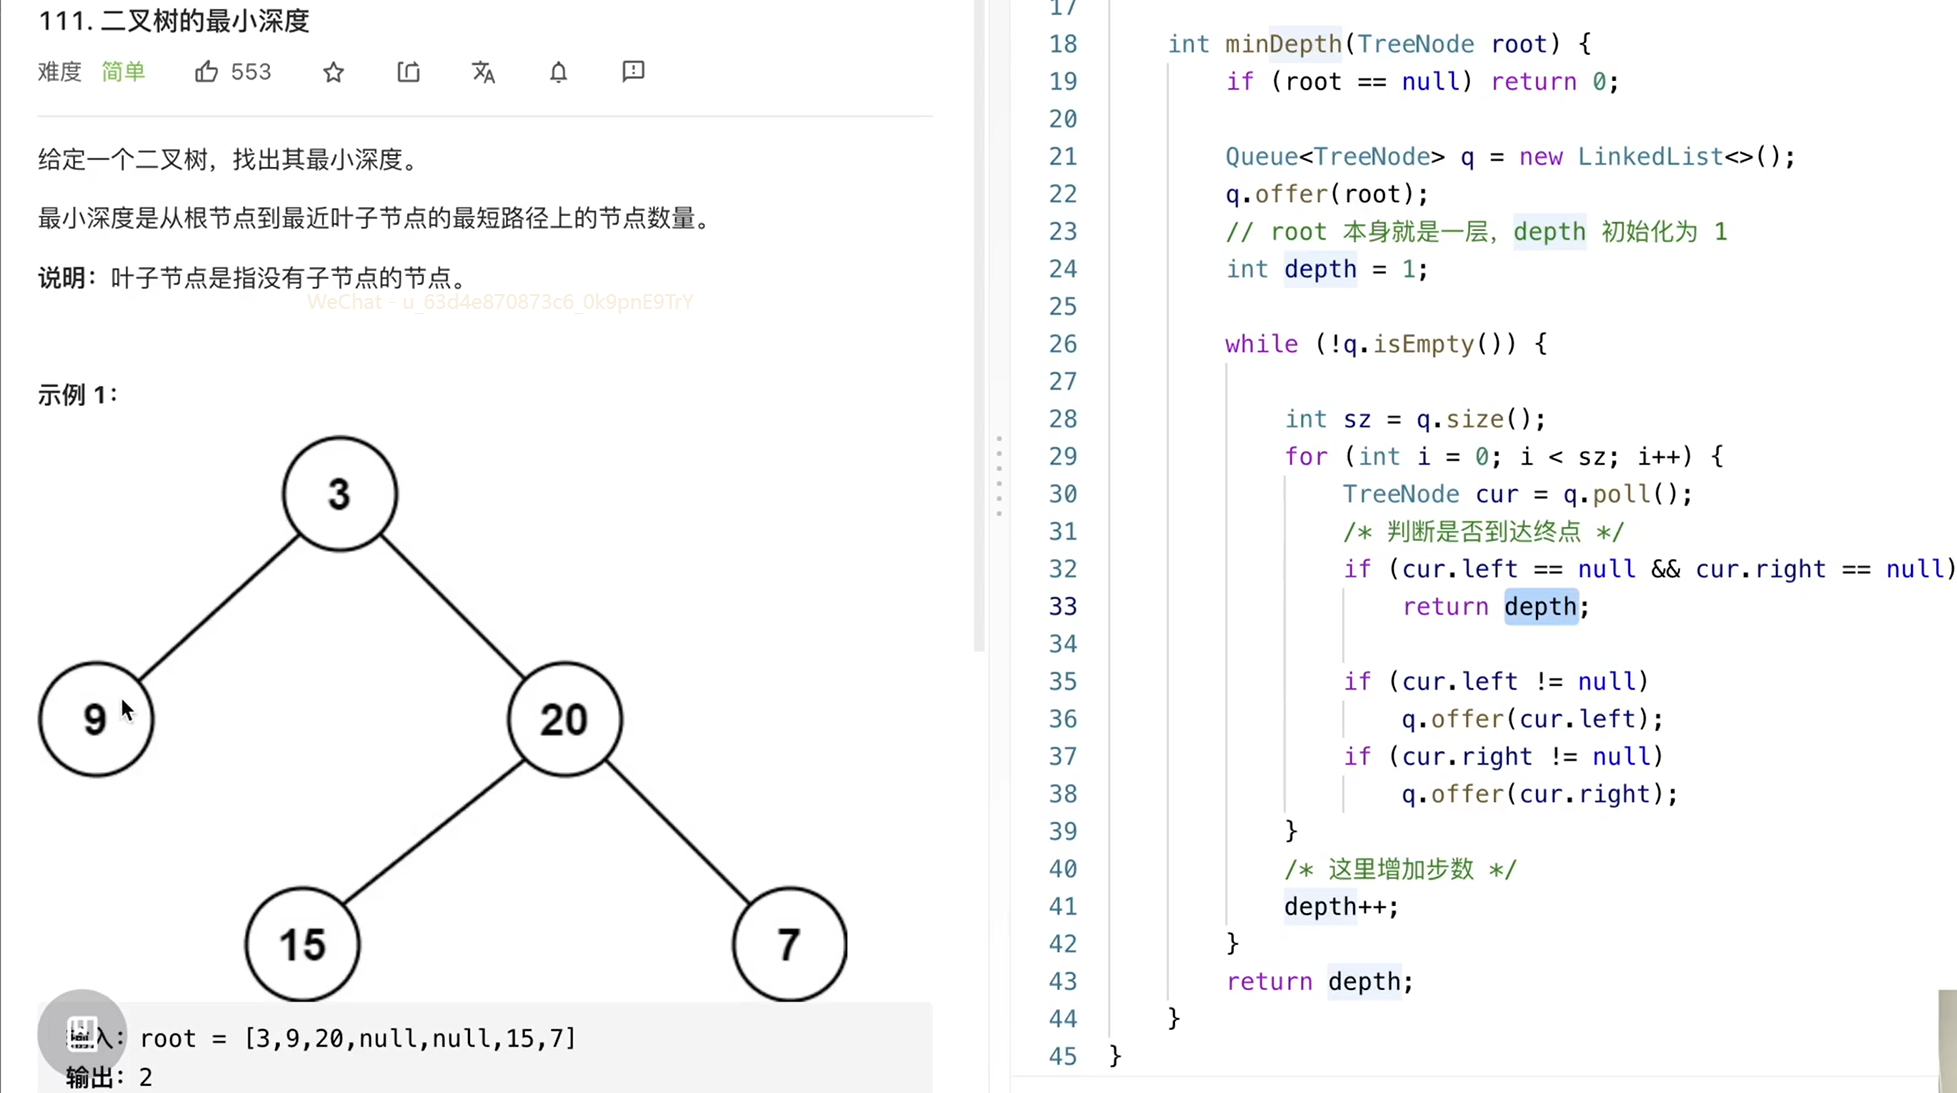 111. 二叉树的最小深度
难度 简单 553
给定一个二叉树，找出其最小深度。
最小深度是从根节点到最近叶子节点的最短路径上的节点数量。
说明：叶子节点是指没有子节点的节点。
WeChat - u_63d4e870873c6_0k9pnE9TrY
示例 1：
3
9
20
15
7
入：root = [3,9,20,null,null,15,7]
输出：2
17
18 int minDepth(TreeNode root) {
19 if (root == null) return 0;
20
21 Queue<TreeNode> q = new LinkedList<>();
22 q.offer(root);
23 // root 本身就是一层，depth 初始化为 1
24 int depth = 1;
25
26 while (!q.isEmpty()) {
27
28 int sz = q.size();
29 for (int i = 0; i < sz; i++) {
30 TreeNode cur = q.poll();
31 /* 判断是否到达终点 */
32 if (cur.left == null && cur.right == null)
33 return depth;
34
35 if (cur.left != null)
36 q.offer(cur.left);
37 if (cur.right != null)
38 q.offer(cur.right);
39 }
40 /* 这里增加步数 */
41 depth++;
42 }
43 return depth;
44 }
45 }